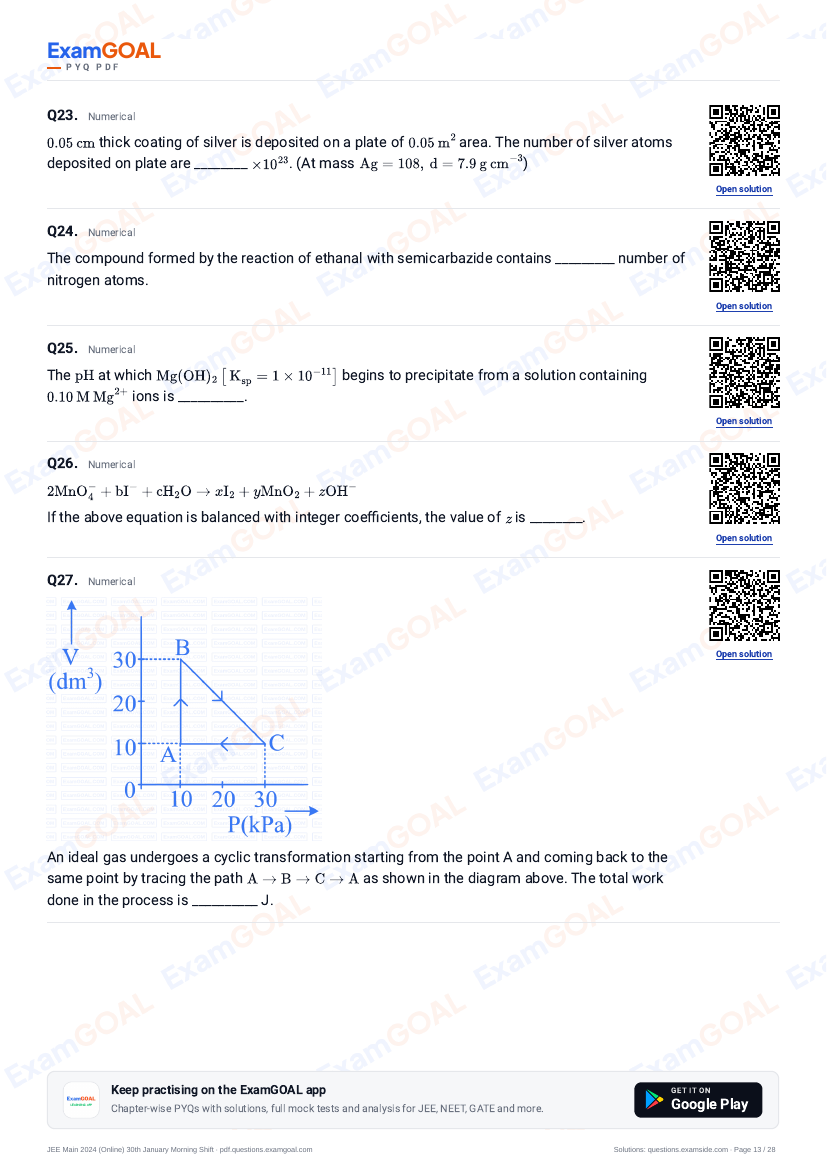 ExamGOAL
PYQ PDF
Q23. Numerical
0.05 cm thick coating of silver is deposited on a plate of 0.05 m² area. The number of silver atoms
deposited on plate are ________ ×10²³. (At mass Ag = 108, d = 7.9 g cm⁻³)
Open solution
Q24. Numerical
The compound formed by the reaction of ethanal with semicarbazide contains _________ number of
nitrogen atoms.
Open solution
Q25. Numerical
The pH at which Mg(OH)₂ [K_sp = 1 × 10⁻¹¹] begins to precipitate from a solution containing
0.10 M Mg²⁺ ions is __________.
Open solution
Q26. Numerical
2MnO₄⁻ + bI⁻ + cH₂O → xI₂ + yMnO₂ + zOH⁻
If the above equation is balanced with integer coefficients, the value of z is ________.
Open solution
Q27. Numerical
V
(dm³)
30
20
10
0
B
A
C
10 20 30
P(kPa)
Open solution
An ideal gas undergoes a cyclic transformation starting from the point A and coming back to the
same point by tracing the path A → B → C → A as shown in the diagram above. The total work
done in the process is __________ J.
Keep practising on the ExamGOAL app
Chapter-wise PYQs with solutions, full mock tests and analysis for JEE, NEET, GATE and more.
GET IT ON
Google Play
JEE Main 2024 (Online) 30th January Morning Shift · pdf.questions.examgoal.com
Solutions: questions.examside.com · Page 13 / 28